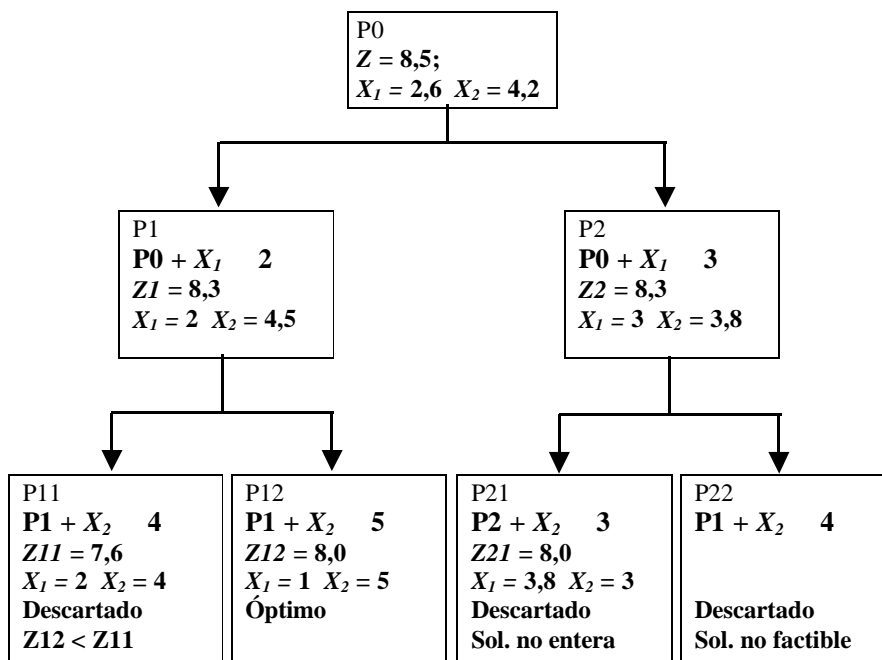 P0
Z = 8,5;
X1 = 2,6 X2 = 4,2
P1
P0 + X1 2
Z1 = 8,3
X1 = 2 X2 = 4,5
P2
P0 + X1 3
Z2 = 8,3
X1 = 3 X2 = 3,8
P11
P1 + X2 4
Z11 = 7,6
X1 = 2 X2 = 4
Descartado
Z12 < Z11
P12
P1 + X2 5
Z12 = 8,0
X1 = 1 X2 = 5
Óptimo
P21
P2 + X2 3
Z21 = 8,0
X1 = 3,8 X2 = 3
Descartado
Sol. no entera
P22
P1 + X2 4
Descartado
Sol. no factible